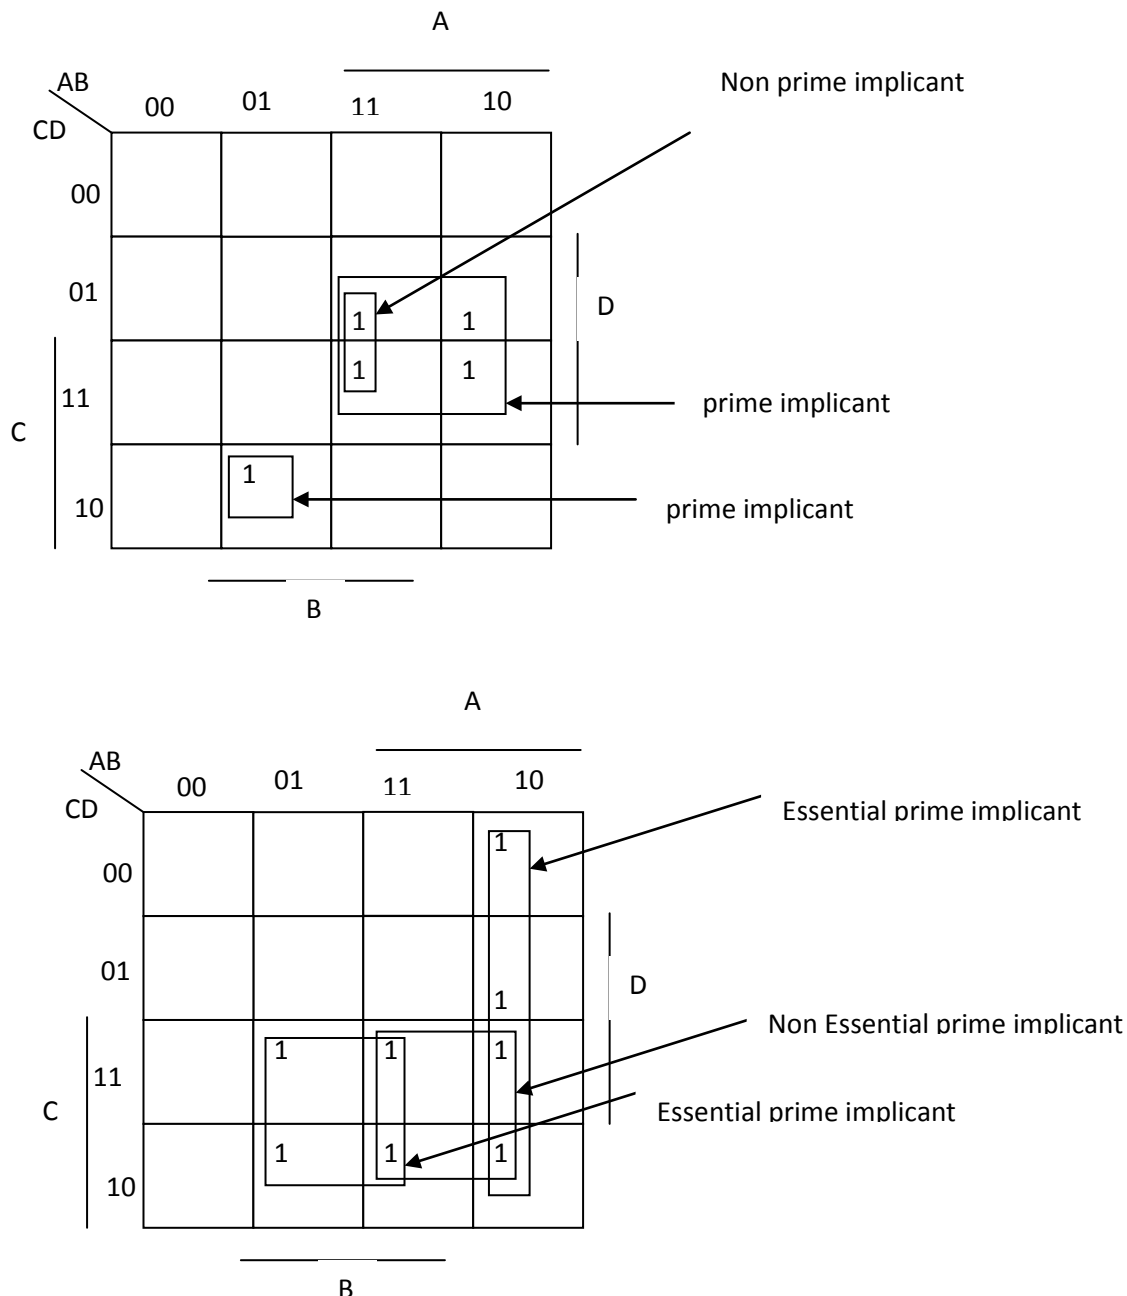 A
AB
Non prime implicant
00 01 11 10
CD
00
01
D
1 1
1 1
11
prime implicant
C
1
10
prime implicant
B
A
AB
00 01 11 10
CD
Essential prime implicant
1
00
01
D
1
Non Essential prime implicant
1 1 1
11
C
Essential prime implicant
1 1 1
10
B